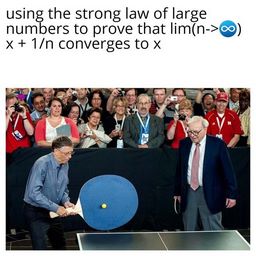 using the strong law of large
numbers to prove that lim(n->♾️)
x + 1/n converges to x